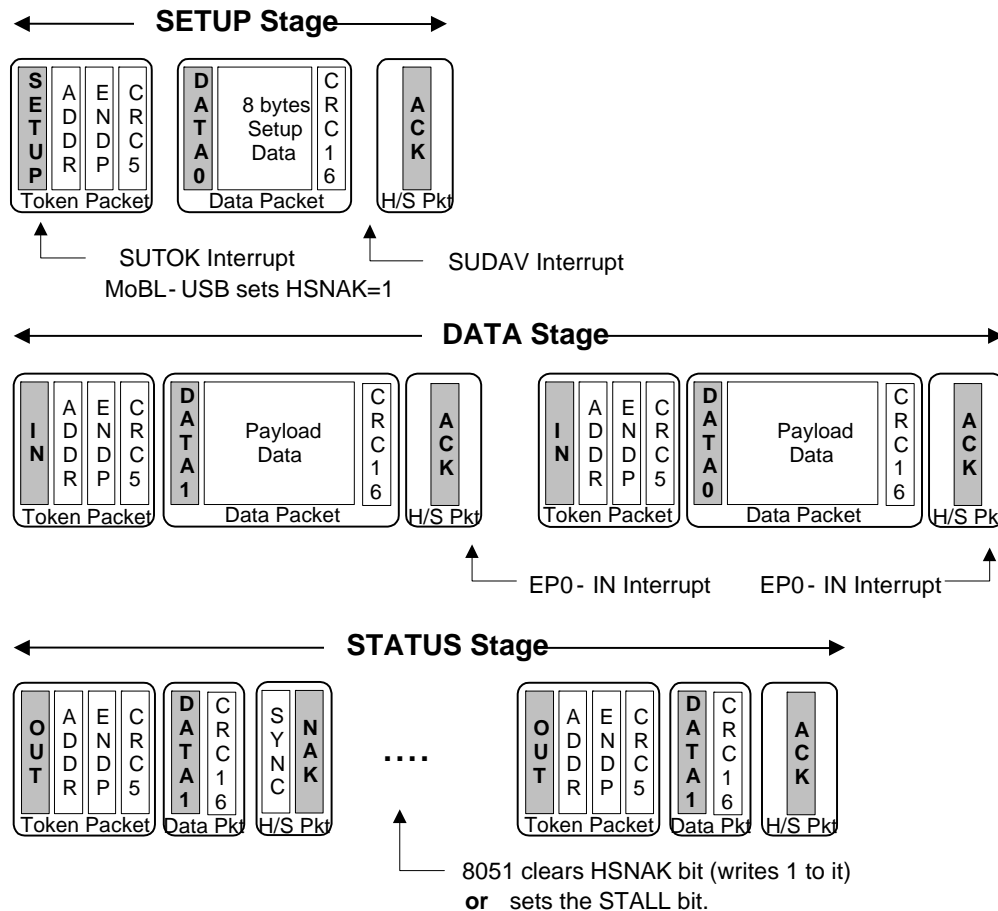 SETUP Stage
SETUP ADDR ENDP CRC5 DATA0 8 bytes Setup Data CRC16 ACK
Token Packet Data Packet H/S Pkt
SUTOK Interrupt SUDAV Interrupt
MoBL-USB sets HSNAK=1
DATA Stage
IN ADDR ENDP CRC5 DATA1 Payload Data CRC16 ACK IN ADDR ENDP CRC5 DATA0 Payload Data CRC16 ACK
Token Packet Data Packet H/S Pkt Token Packet Data Packet H/S Pkt
EP0-IN Interrupt EP0-IN Interrupt
STATUS Stage
OUT ADDR ENDP CRC5 DATA1 CRC16 SYNC NAK .... OUT ADDR ENDP CRC5 DATA1 CRC16 ACK
Token Packet Data Pkt H/S Pkt Token Packet Data Pkt H/S Pkt
8051 clears HSNAK bit (writes 1 to it)
or sets the STALL bit.